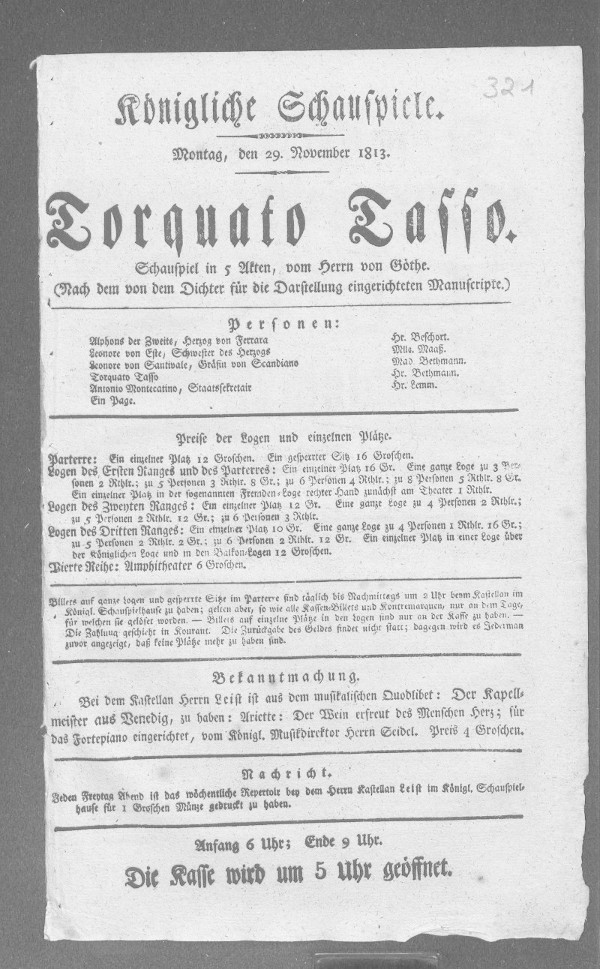 321
Königliche Schauspiele.
Montag, den 29. November 1813.
Torquato Tasso.
Schauspiel in 5 Akten, vom Herrn von Göthe.
(Nach dem von dem Dichter für die Darstellung eingerichteten Manuscripte.)
Personen:
Alphons der Zweite, Herzog von Ferrara Hr. Beschort.
Leonore von Este, Schwester des Herzogs Mlle. Maaß.
Leonore von Sanvitale, Gräfin von Scandiano Mad. Bethmann.
Torquato Tasso Hr. Bethmann.
Antonio Montecatino, Staatssekretair Hr. Lemm.
Ein Page.
Preise der Logen und einzelnen Plätze.
Parterre: Ein einzelner Platz 12 Groschen. Ein gesperrter Sitz 16 Groschen.
Logen des Ersten Ranges und des Parterres: Ein einzelner Platz 16 Gr. Eine ganze Loge zu 3 Per-
sonen 2 Rthlr.; zu 5 Personen 3 Rthlr. 8 Gr.; zu 6 Personen 4 Rthlr.; zu 8 Personen 5 Rthlr. 8 Gr.
Ein einzelner Platz in der sogenannten Fremden-Loge rechter Hand zunächst am Theater 1 Rthlr.
Logen des Zweyten Ranges: Ein einzelner Platz 12 Gr. Eine ganze Loge zu 4 Personen 2 Rthlr.;
zu 5 Personen 2 Rthlr. 12 Gr.; zu 6 Personen 3 Rthlr.
Logen des Dritten Ranges: Ein einzelner Platz 10 Gr. Eine ganze Loge zu 4 Personen 1 Rthlr. 16 Gr.;
zu 5 Personen 2 Rthlr. 2 Gr.; zu 6 Personen 2 Rthlr. 12 Gr. Ein einzelner Platz in einer Loge über
der Königlichen Loge und in den Balkon-Logen 12 Groschen.
Vierte Reihe: Amphitheater 6 Groschen.
Billets auf ganze Logen und gesperrte Sitze im Parterre sind täglich bis Nachmittags um 2 Uhr beym Kastellan im
Königl. Schauspielhause zu haben; gelten aber, so wie alle Kassen-Billets und Kontremarquen, nur an dem Tage,
für welchen sie gelöset worden. — Billets auf einzelne Plätze in den Logen sind nur an der Kasse zu haben. —
Die Zahlung geschieht in Kourant. Die Zurückgabe des Geldes findet nicht statt; dagegen wird es Jederman
zuvor angezeigt, daß keine Plätze mehr zu haben sind.
Bekanntmachung.
Bei dem Kastellan Herrn Leist ist aus dem musikalischen Quodlibet: Der Kapell-
meister aus Venedig, zu haben: Ariette: Der Wein erfreut des Menschen Herz; für
das Fortepiano eingerichtet, vom Königl. Musikdirektor Herrn Seidel. Preis 4 Groschen.
Nachricht.
Jeden Freytag Abend ist das wöchentliche Repertoir bey dem Herrn Kastellan Leist im Königl. Schauspiel-
hause für 1 Groschen Münze gedruckt zu haben.
Anfang 6 Uhr; Ende 9 Uhr.
Die Kasse wird um 5 Uhr geöffnet.